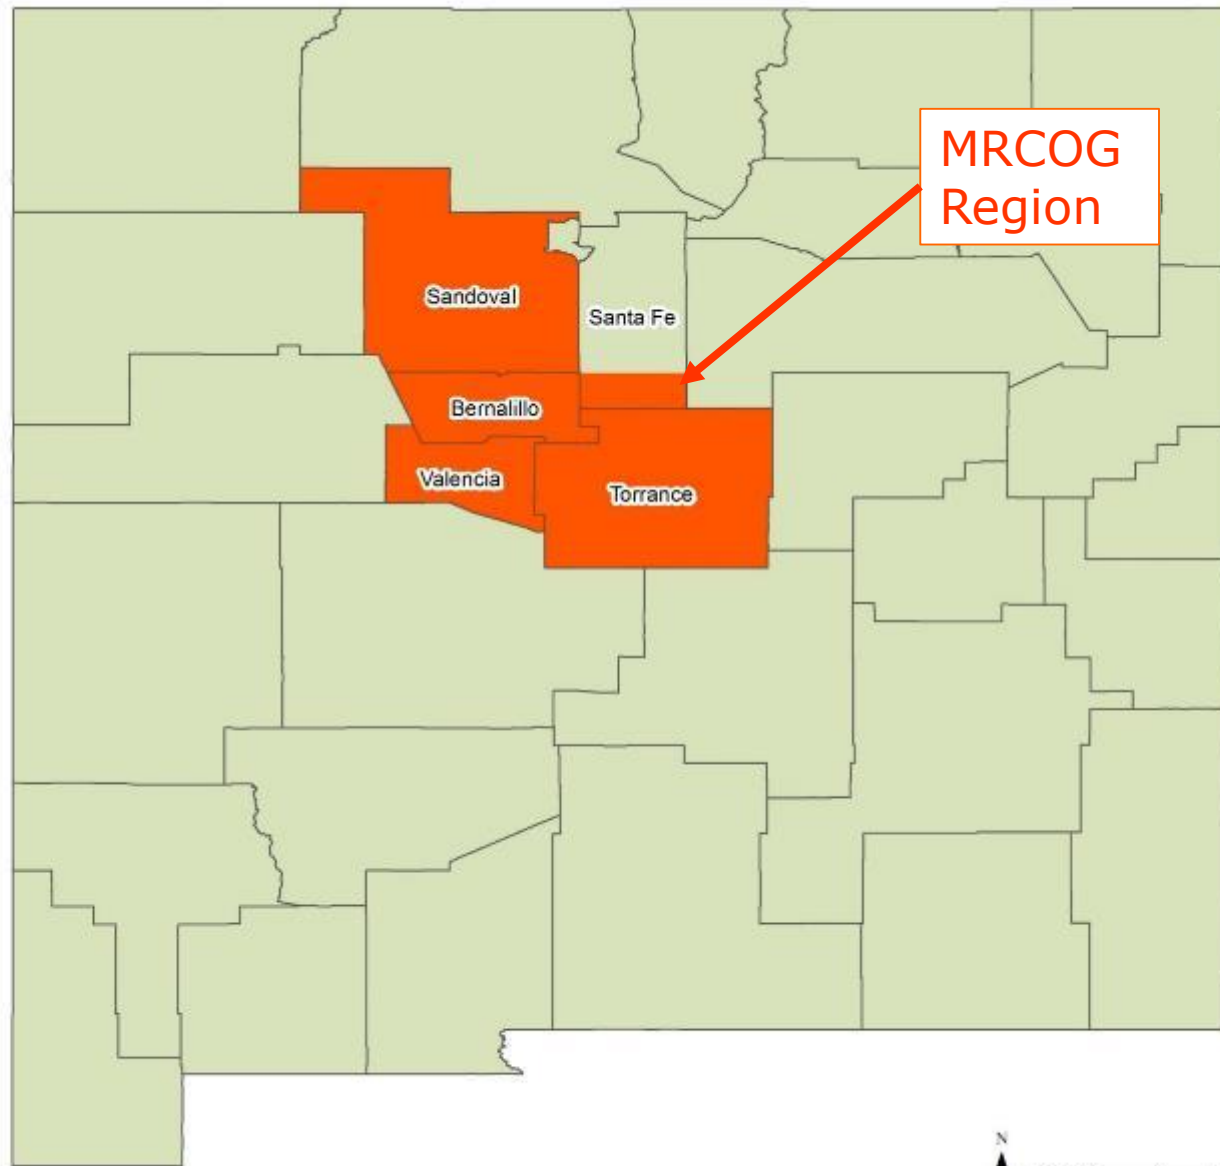 MRCOG
Region
Sandoval
Santa Fe
Bernalillo
Valencia
Torrance
N